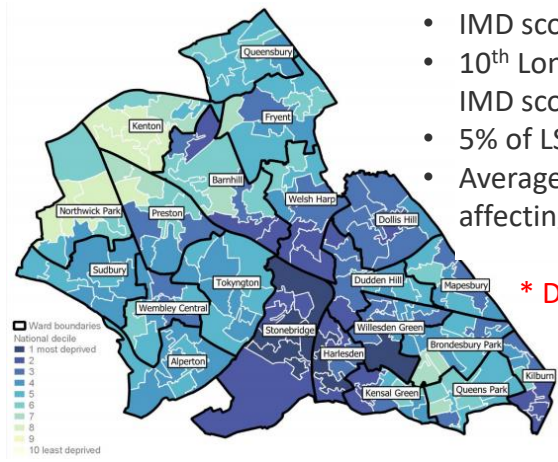 • IMD sco
• 10th Lon
IMD sco
• 5% of LS
• Average
affectin
* D
Queensbury
Fryent
Kenton
Barnhill
Welsh Harp
Northwick Park
Preston
Dollis Hill
Sudbury
Tokyngton
Dudden Hill
Mapesbury
Wembley Central
Stonebridge
Willesden Green
Brondesbury Park
Alperton
Harlesden
Kilburn
Kensal Green
Queens Park
Ward boundaries
National decile
1 most deprived
2
3
4
5
6
7
8
9
10 least deprived